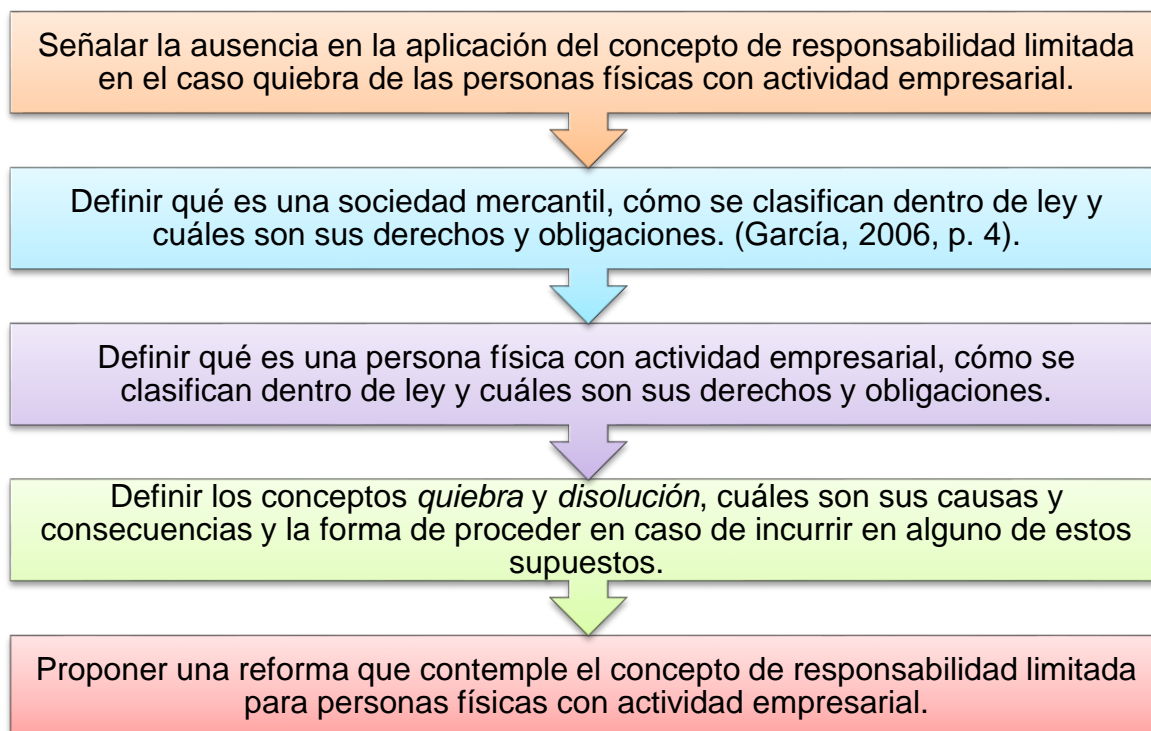 Señalar la ausencia en la aplicación del concepto de responsabilidad limitada
en el caso quiebra de las personas físicas con actividad empresarial.
Definir qué es una sociedad mercantil, cómo se clasifican dentro de ley y
cuáles son sus derechos y obligaciones. (García, 2006, p. 4).
Definir qué es una persona física con actividad empresarial, cómo se
clasifican dentro de ley y cuáles son sus derechos y obligaciones.
Definir los conceptos quiebra y disolución, cuáles son sus causas y
consecuencias y la forma de proceder en caso de incurrir en alguno de estos
supuestos.
Proponer una reforma que contemple el concepto de responsabilidad limitada
para personas físicas con actividad empresarial.